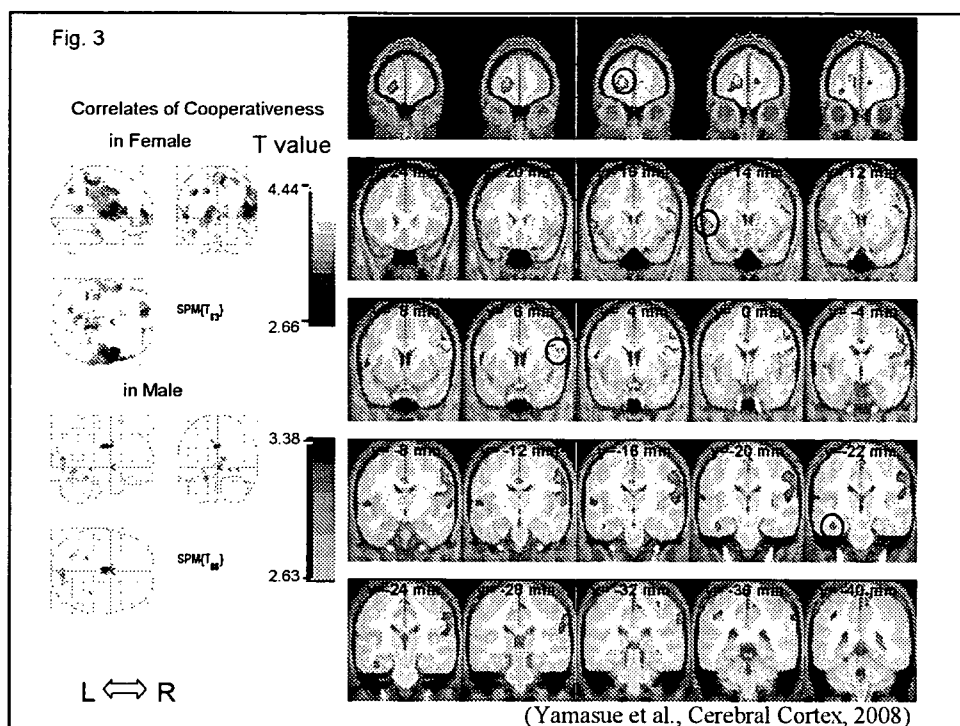 Fig. 3
Correlates of Cooperativeness
in Female
T value
4.44
2.66
in Male
3.38
2.63
24 mm 20 mm 16 mm 14 mm 12 mm
y= 8 mm y= 6 mm y= 4 mm y= 0 mm y= -4 mm
y= -8 mm y= -12 mm y= -16 mm y= -20 mm y= -22 mm
y= -24 mm y= -28 mm y= -32 mm y= -36 mm y= -40 mm
L ⇔ R
(Yamasue et al., Cerebral Cortex, 2008)